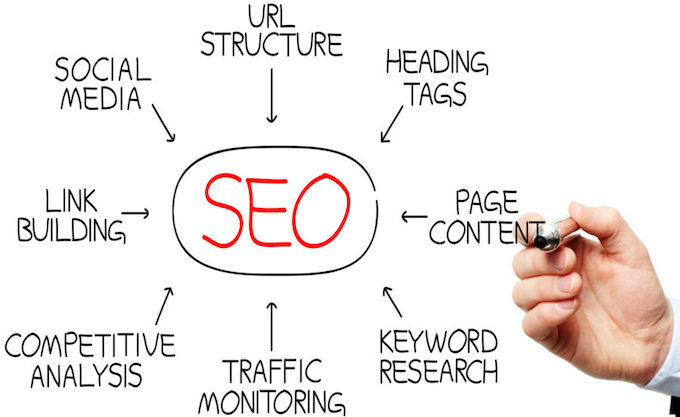 URL
STRUCTURE
SOCIAL
MEDIA
HEADING
TAGS
SEO
LINK
BUILDING
PAGE
CONTENT
COMPETITIVE
ANALYSIS
TRAFFIC
MONITORING
KEYWORD
RESEARCH